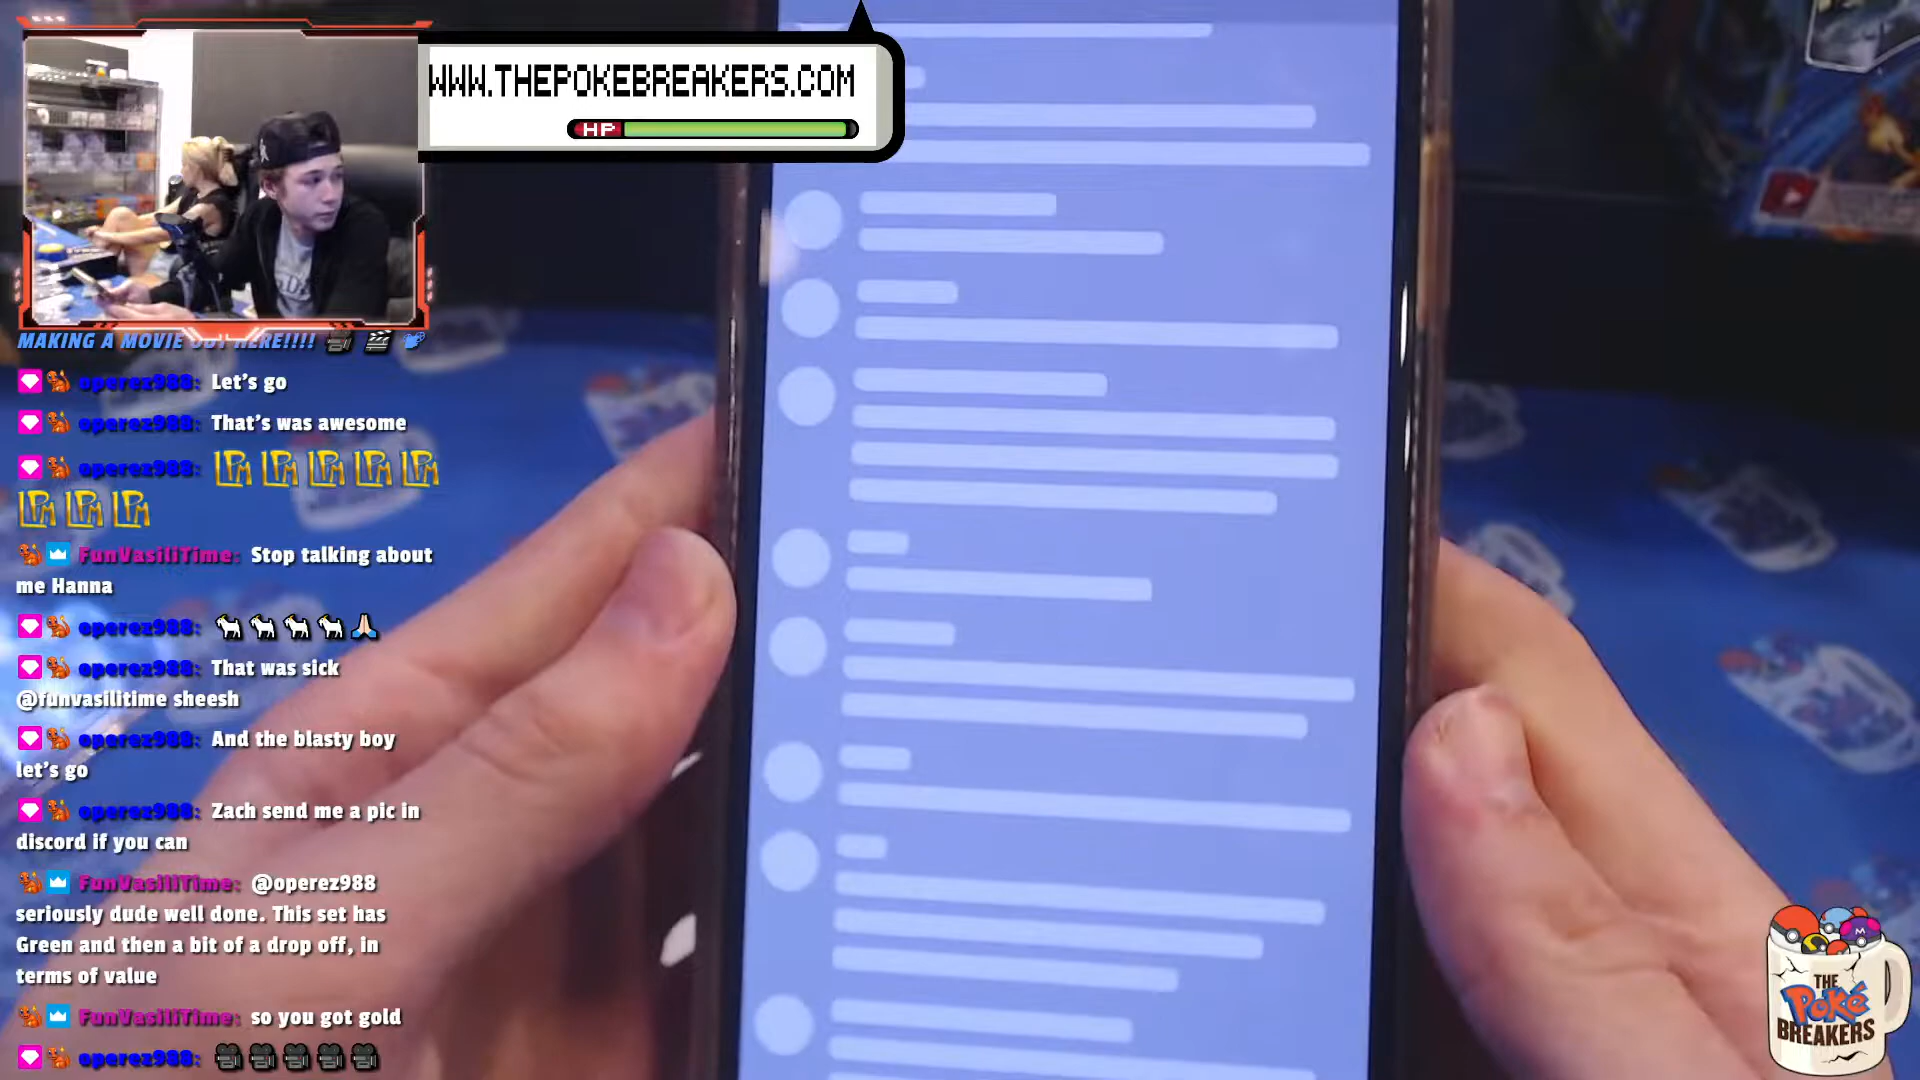 WWW.THEPOKEBREAKERS.COM
HP
MAKING A MOVIE OUT HERE!!!!
operez988: Let's go
operez988: That's was awesome
operez988:
FunVasiliTime: Stop talking about
me Hanna
operez988:
operez988: That was sick
@funvasilitime sheesh
operez988: And the blasty boy
let's go
operez988: Zach send me a pic in
discord if you can
FunVasiliTime: @operez988
seriously dude well done. This set has
Green and then a bit of a drop off, in
terms of value
FunVasiliTime: so you got gold
operez988:
THE
Poké
BREAKERS